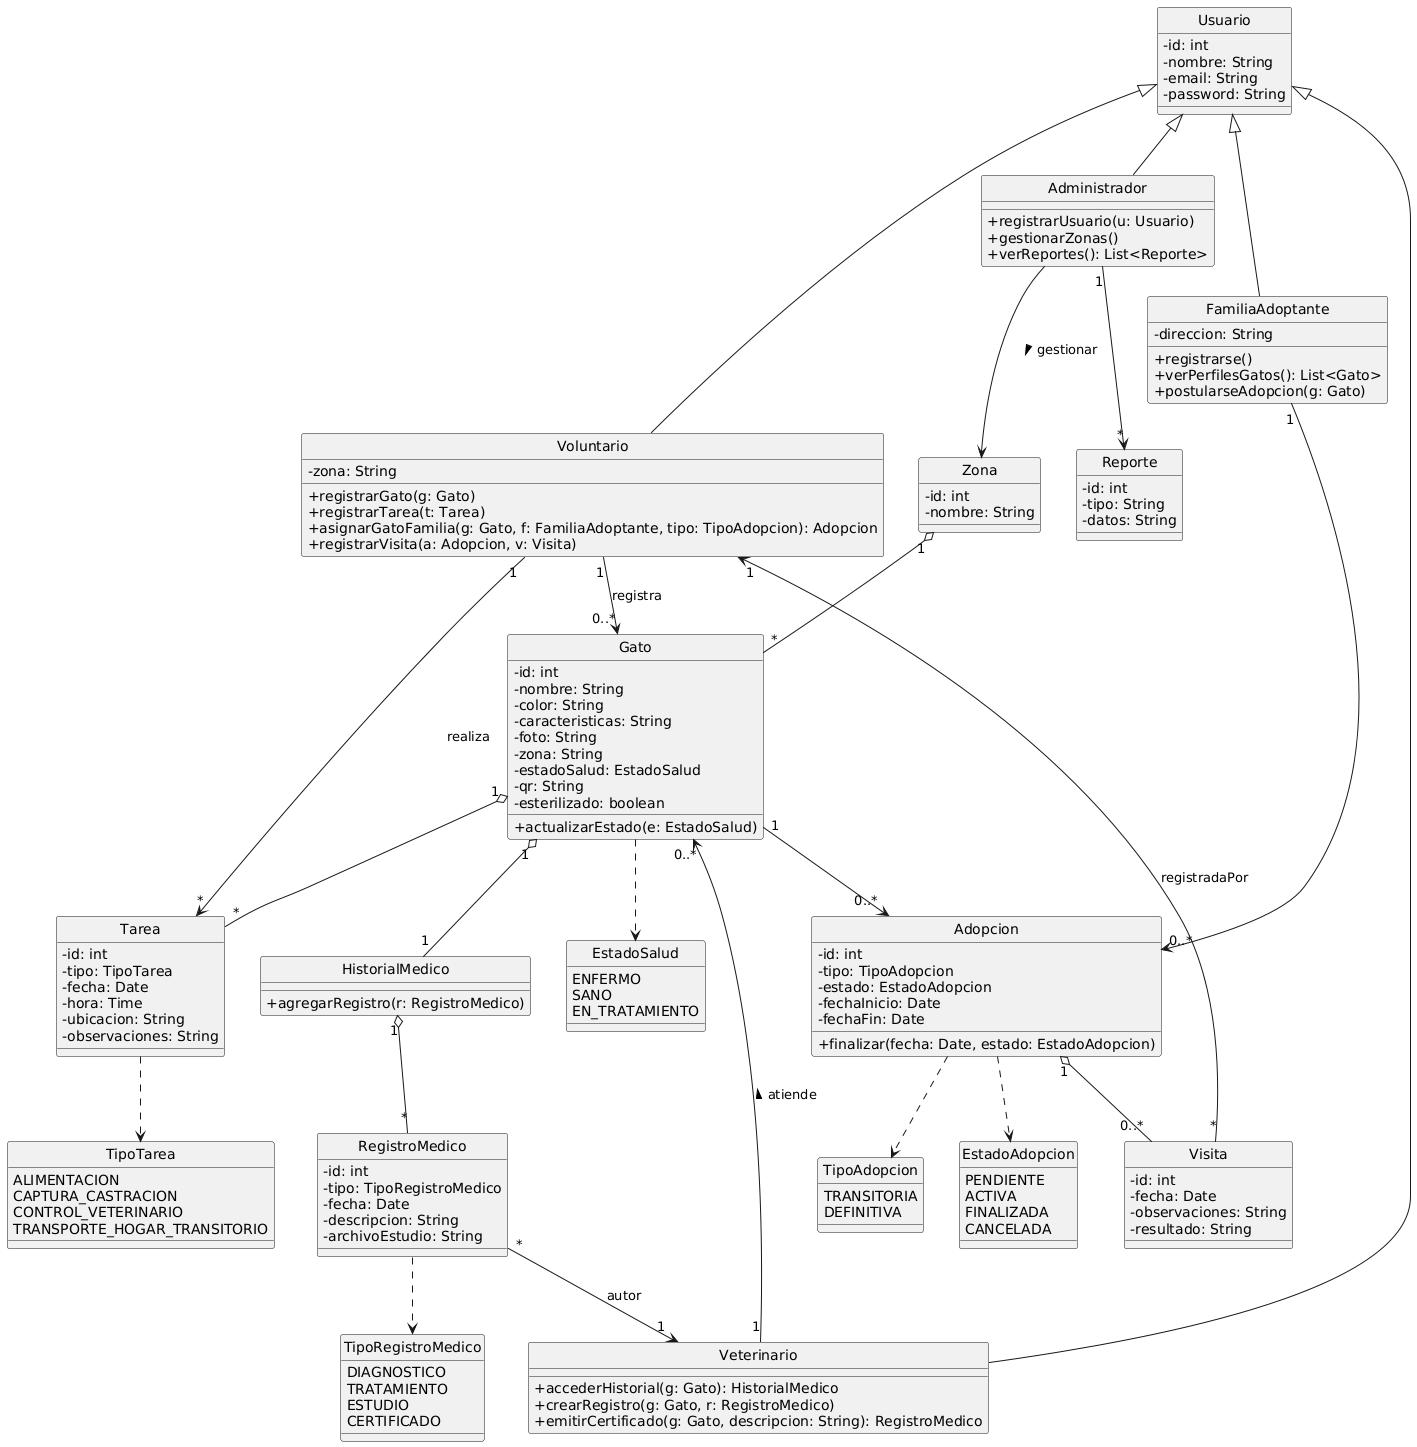 Usuario
-id: int
-nombre: String
-email: String
-password: String
Administrador
+registrarUsuario(u: Usuario)
+gestionarZonas()
+verReportes(): List<Reporte>
1
gestionar
FamiliaAdoptante
-direccion: String
+registrarse()
+verPerfilesGatos(): List<Gato>
+postularseAdopcion(g: Gato)
1
Voluntario
-zona: String
+registrarGato(g: Gato)
+registrarTarea(t: Tarea)
+asignarGatoFamilia(g: Gato, f: FamiliaAdoptante, tipo: TipoAdopcion): Adopcion
+registrarVisita(a: Adopcion, v: Visita)
Zona
-id: int
-nombre: String
*
Reporte
-id: int
-tipo: String
-datos: String
1
1
1
1
registra
0..*
*
Gato
-id: int
-nombre: String
-color: String
-caracteristicas: String
-foto: String
-zona: String
-estadoSalud: EstadoSalud
-qr: String
-esterilizado: boolean
+actualizarEstado(e: EstadoSalud)
realiza
1
1
1
0..*
registradaPor
*
*
1
0..*
0..*
Tarea
-id: int
-tipo: TipoTarea
-fecha: Date
-hora: Time
-ubicacion: String
-observaciones: String
HistorialMedico
+agregarRegistro(r: RegistroMedico)
EstadoSalud
ENFERMO
SANO
EN_TRATAMIENTO
Adopcion
-id: int
-tipo: TipoAdopcion
-estado: EstadoAdopcion
-fechaInicio: Date
-fechaFin: Date
+finalizar(fecha: Date, estado: EstadoAdopcion)
1
*
atiende
1
0..*
*
TipoTarea
ALIMENTACION
CAPTURA_CASTRACION
CONTROL_VETERINARIO
TRANSPORTE_HOGAR_TRANSITORIO
RegistroMedico
-id: int
-tipo: TipoRegistroMedico
-fecha: Date
-descripcion: String
-archivoEstudio: String
TipoAdopcion
TRANSITORIA
DEFINITIVA
EstadoAdopcion
PENDIENTE
ACTIVA
FINALIZADA
CANCELADA
Visita
-id: int
-fecha: Date
-observaciones: String
-resultado: String
*
autor
1
1
TipoRegistroMedico
DIAGNOSTICO
TRATAMIENTO
ESTUDIO
CERTIFICADO
Veterinario
+accederHistorial(g: Gato): HistorialMedico
+crearRegistro(g: Gato, r: RegistroMedico)
+emitirCertificado(g: Gato, descripcion: String): RegistroMedico